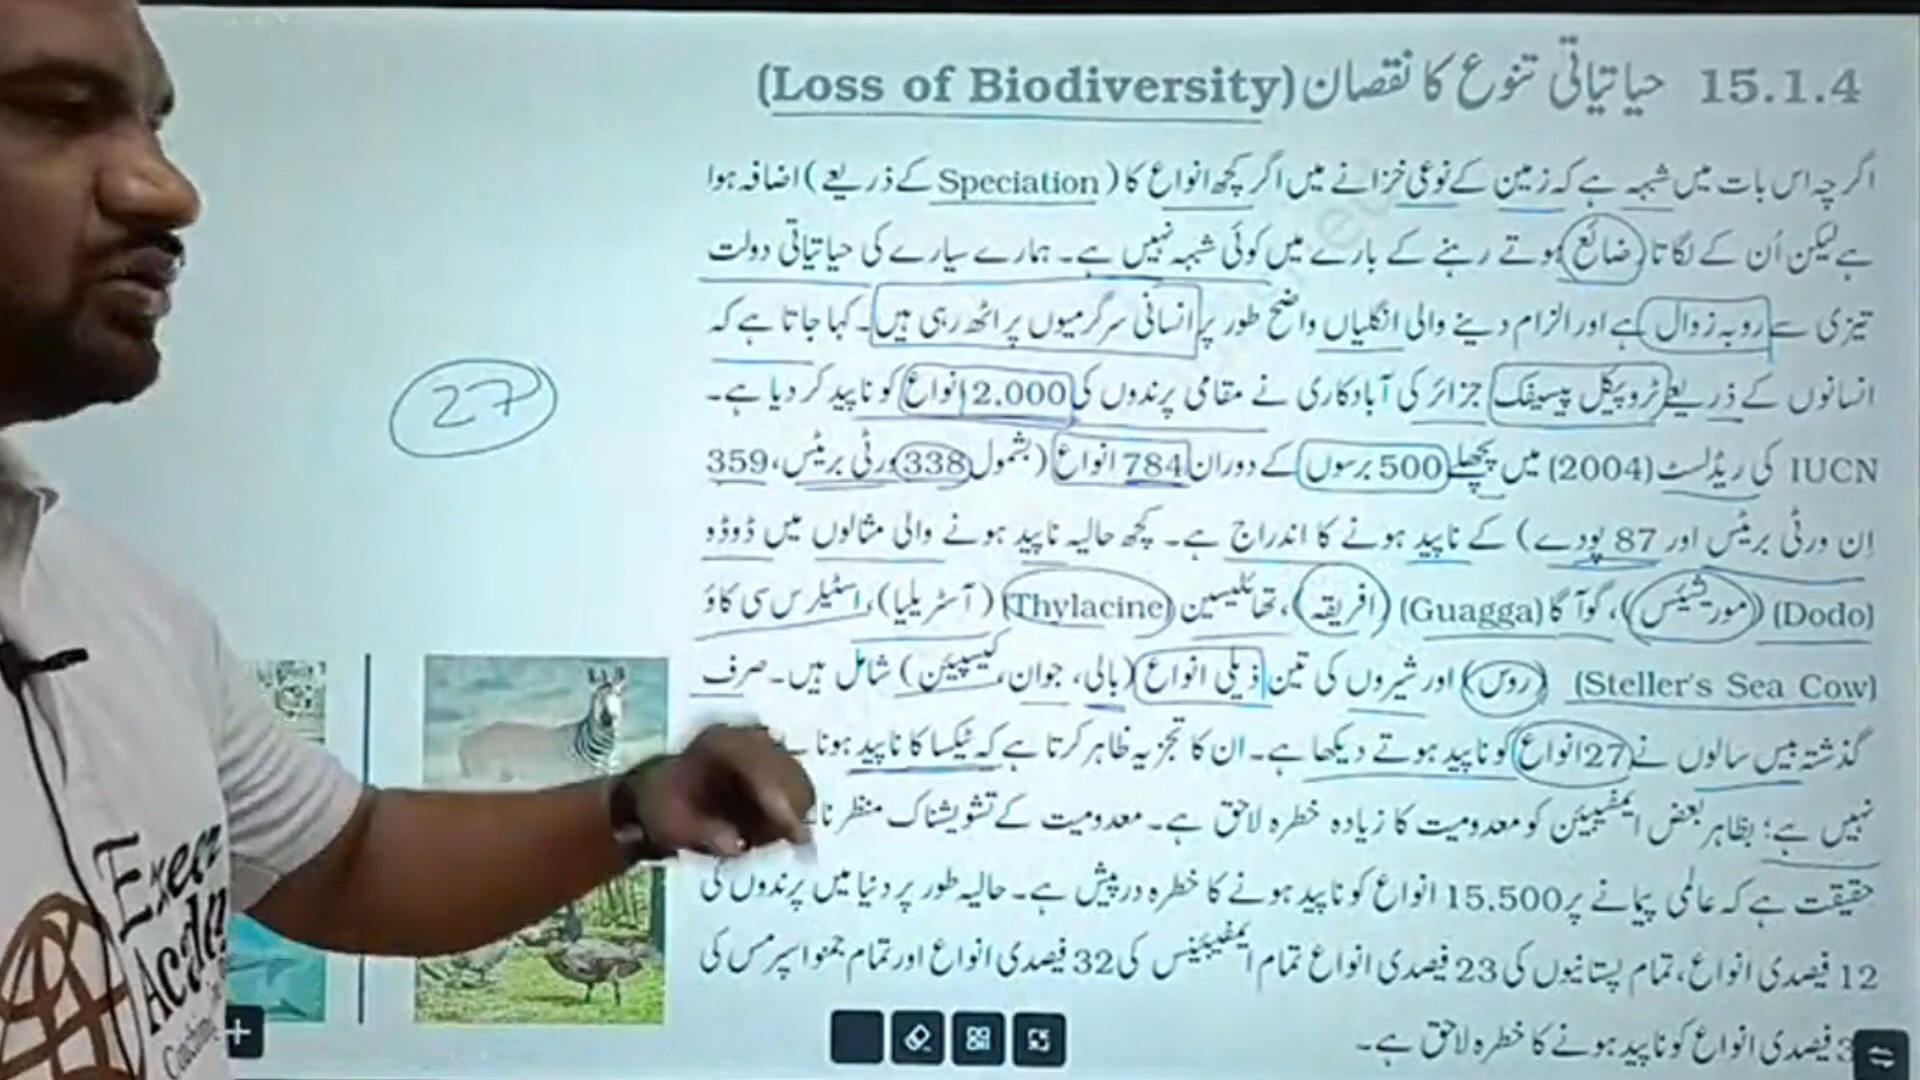 15.1.4 حیاتیاتی تنوع کا نقصان (Loss of Biodiversity)
اگرچہ اس بات میں شبہ ہے کہ زمین کے نوعی خزانے میں اگر کچھ انواع کا (Speciation کے ذریعے) اضافہ ہوا
ہے لیکن اُن کے لگاتار ضائع ہوتے رہنے کے بارے میں کوئی شبہ نہیں ہے۔ ہمارے سیارے کی حیاتیاتی دولت
تیزی سے روبہ زوال ہے اور الزام دینے والی انگلیاں واضح طور پر انسانی سرگرمیوں پر اٹھ رہی ہیں۔ کہا جاتا ہے کہ
انسانوں کے ذریعے ٹروپیکل پیسیفک جزائر کی آبادکاری نے مقامی پرندوں کی 2.000 انواع کو ناپید کر دیا ہے۔
IUCN کی ریڈلسٹ (2004) میں پچھلے 500 برسوں کے دوران 784 انواع (بشمول 338 ورٹی بریٹس، 359
اِن ورٹی بریٹس اور 87 پودے) کے ناپید ہونے کا اندراج ہے۔ کچھ حالیہ ناپید ہونے والی مثالوں میں ڈوڈو
(Dodo) (موریشیئس)، گوآگا (Guagga) (افریقہ)، تھائلیسین (Thylacine) (آسٹریلیا)، اسٹیلرس سی کاؤ
(Steller's Sea Cow) (روس) اور شیروں کی تین ذیلی انواع (بالی، جوان، کیسپیئن) شامل ہیں۔ صرف
گذشتہ بیس سالوں نے 27 انواع کو ناپید ہوتے دیکھا ہے۔ ان کا تجزیہ ظاہر کرتا ہے کہ ٹیکسا کا ناپید ہونا
نہیں ہے؛ بظاہر بعض ایمفیبیئن کو معدومیت کا زیادہ خطرہ لاحق ہے۔ معدومیت کے تشویشناک منظر
حقیقت ہے کہ عالمی پیمانے پر 15.500 انواع کو ناپید ہونے کا خطرہ درپیش ہے۔ حالیہ طور پر دنیا میں پرندوں کی
12 فیصدی انواع، تمام پستانیوں کی 23 فیصدی انواع تمام ایمفیبیئنس کی 32 فیصدی انواع اور تمام جمنواسپرمس کی
فیصدی انواع کو ناپید ہونے کا خطرہ لاحق ہے۔
27